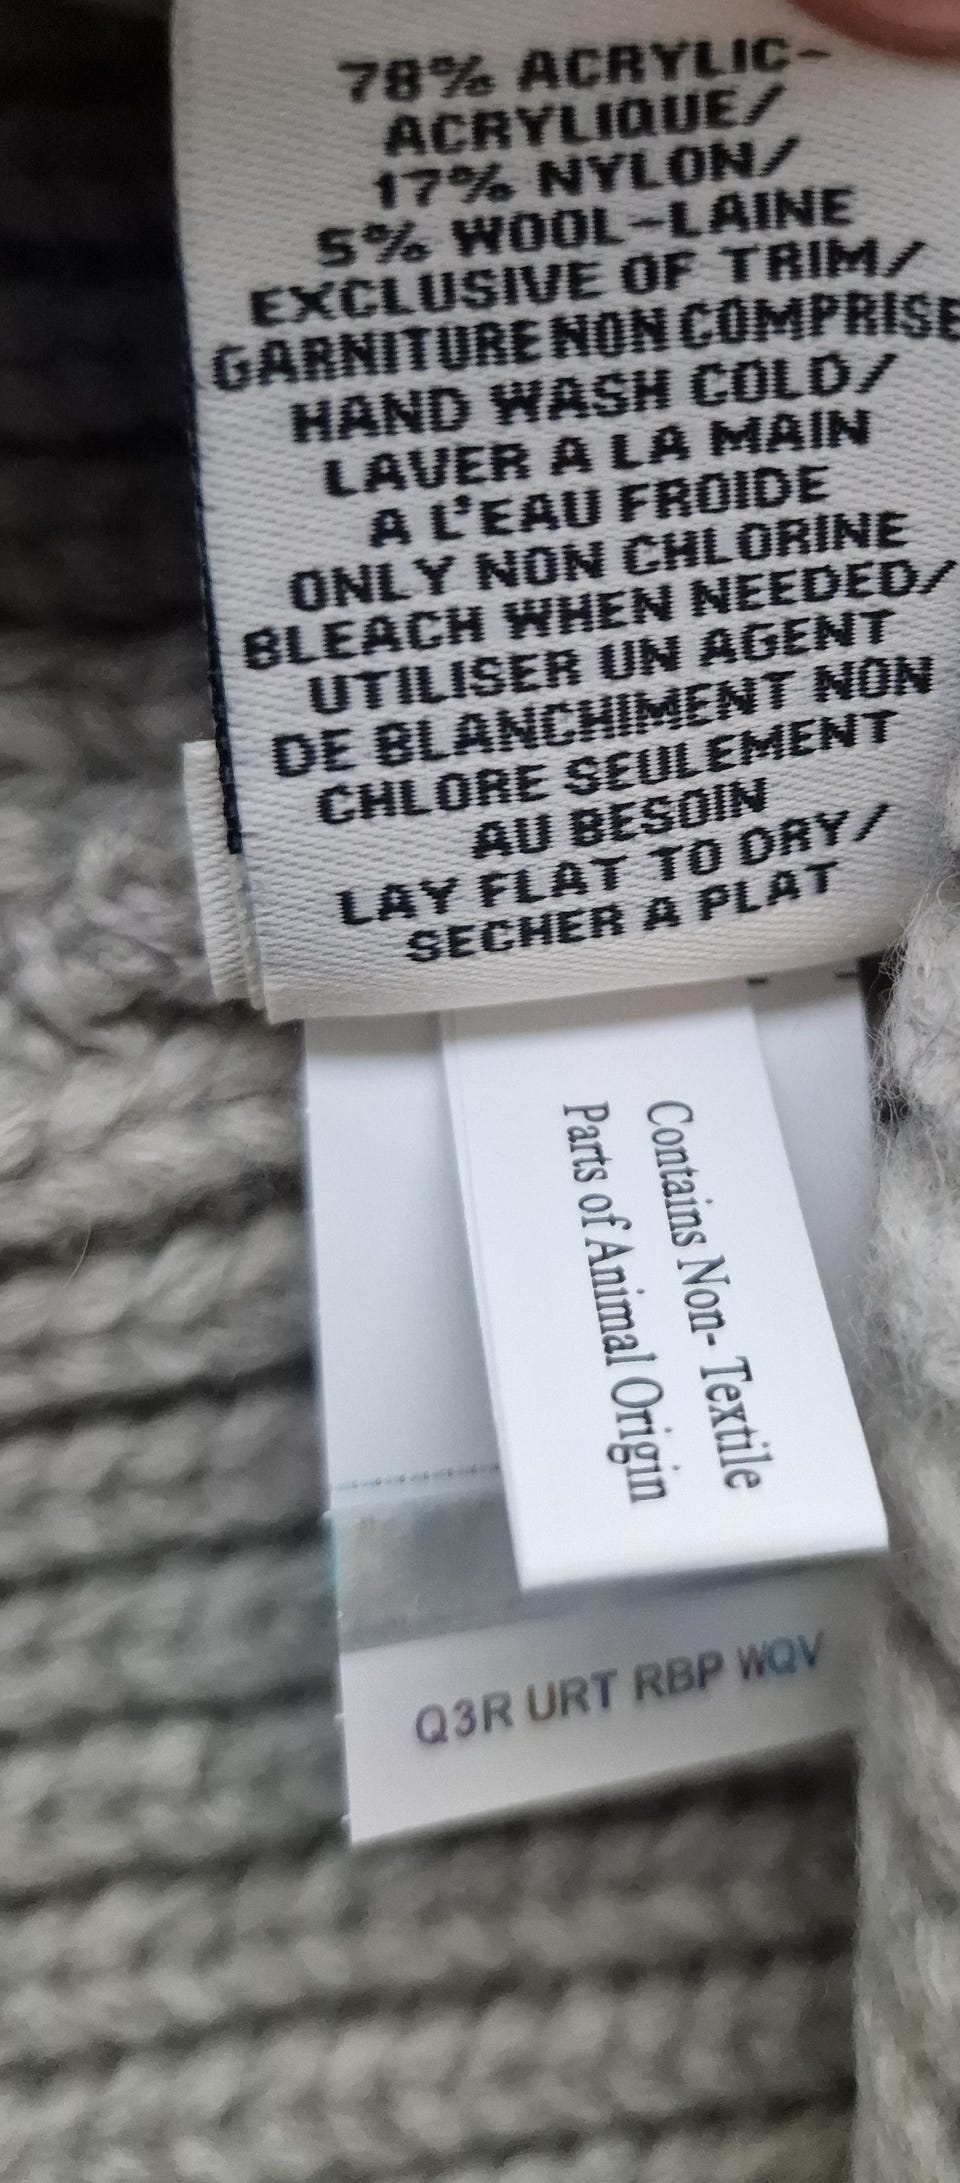 78% ACRYLIC-
ACRYLIQUE/
17% NYLON/
5% WOOL-LAINE
EXCLUSIVE OF TRIM/
GARNITURE NON COMPRISE
HAND WASH COLD/
LAVER A LA MAIN
A L'EAU FROIDE
ONLY NON CHLORINE
BLEACH WHEN NEEDED/
UTILISER UN AGENT
DE BLANCHIMENT NON
CHLORE SEULEMENT
AU BESOIN
LAY FLAT TO DRY/
SECHER A PLAT
Contains Non- Textile
Parts of Animal Origin
Q3R URT RBP WQV